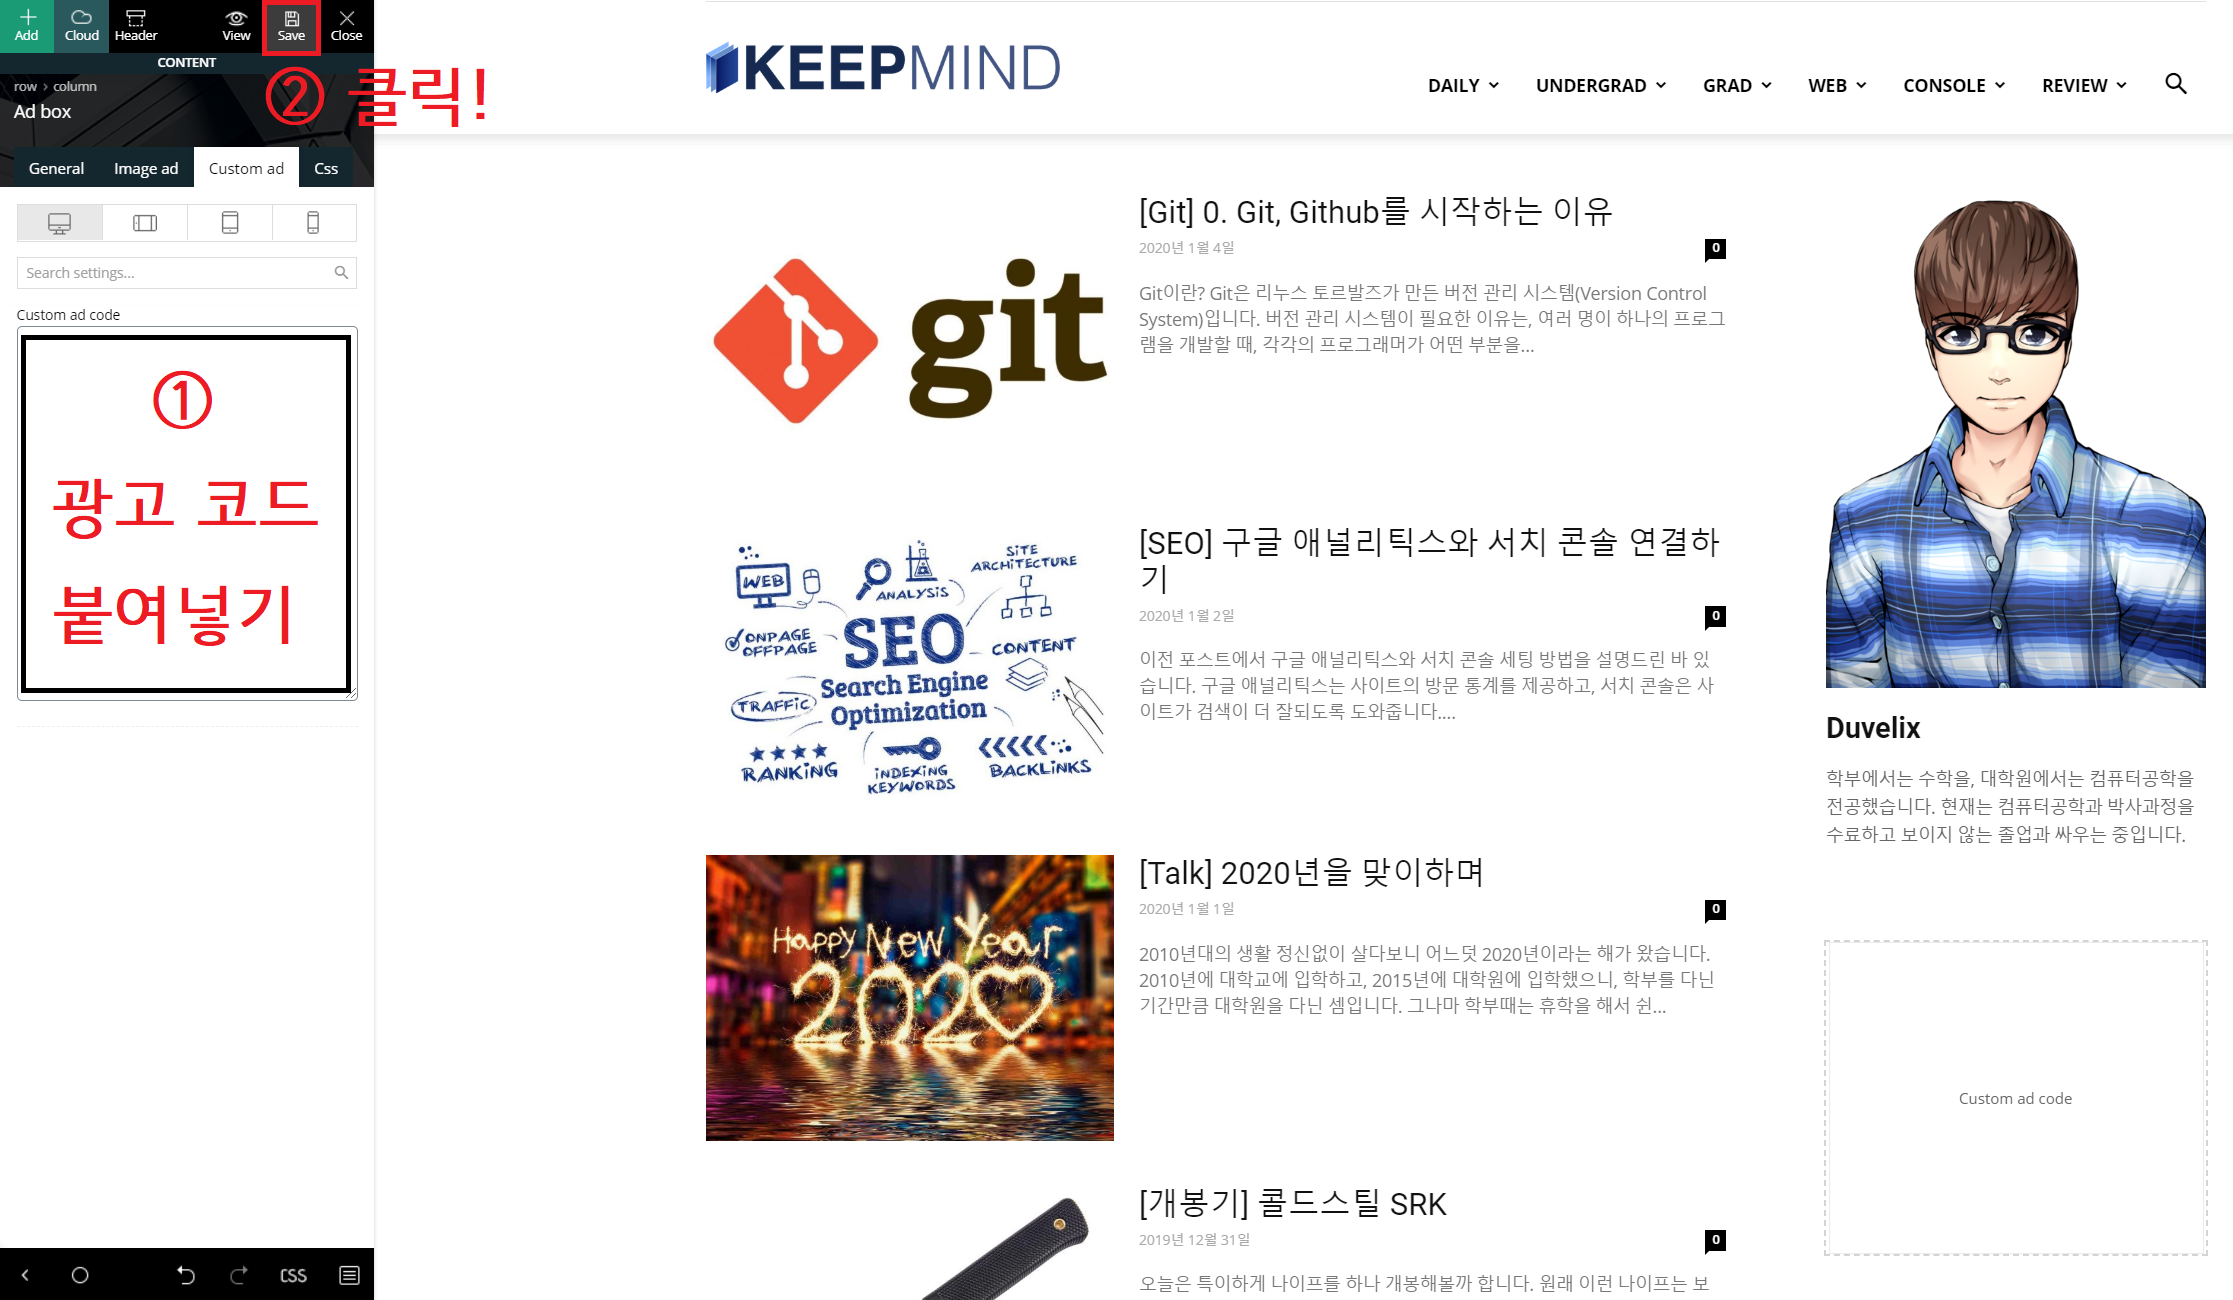 Add Cloud Header View Save Close
CONTENT
row > column
Ad box
② 클릭!
General Image ad Custom ad Css
Search settings...
Custom ad code
①
광고 코드
붙여넣기
CSS
KEEPMIND
DAILY UNDERGRAD GRAD WEB CONSOLE REVIEW
git
[Git] 0. Git, Github를 시작하는 이유
2020년 1월 4일
0
Git이란? Git은 리누스 토르발즈가 만든 버전 관리 시스템(Version Control
System)입니다. 버전 관리 시스템이 필요한 이유는, 여러 명이 하나의 프로그
램을 개발할 때, 각각의 프로그래머가 어떤 부분을...
WEB
ANALYSIS
SITE
ARCHITECTURE
ONPAGE
OFFPAGE
SEO
CONTENT
Search Engine
Optimization
TRAFFIC
RANKING
INDEXING
KEYWORDS
BACKLINKS
[SEO] 구글 애널리틱스와 서치 콘솔 연결하
기
2020년 1월 2일
0
이전 포스트에서 구글 애널리틱스와 서치 콘솔 세팅 방법을 설명드린 바 있
습니다. 구글 애널리틱스는 사이트의 방문 통계를 제공하고, 서치 콘솔은 사
이트가 검색이 더 잘되도록 도와줍니다....
Happy New Year
2020
[Talk] 2020년을 맞이하며
2020년 1월 1일
0
2010년대의 생활 정신없이 살다보니 어느덧 2020년이라는 해가 왔습니다.
2010년에 대학교에 입학하고, 2015년에 대학원에 입학했으니, 학부를 다닌
기간만큼 대학원을 다닌 셈입니다. 그나마 학부때는 휴학을 해서 쉰...
[개봉기] 콜드스틸 SRK
2019년 12월 31일
0
오늘은 특이하게 나이프를 하나 개봉해볼까 합니다. 원래 이런 나이프는 보
Duvelix
학부에서는 수학을, 대학원에서는 컴퓨터공학을
전공했습니다. 현재는 컴퓨터공학과 박사과정을
수료하고 보이지 않는 졸업과 싸우는 중입니다.
Custom ad code